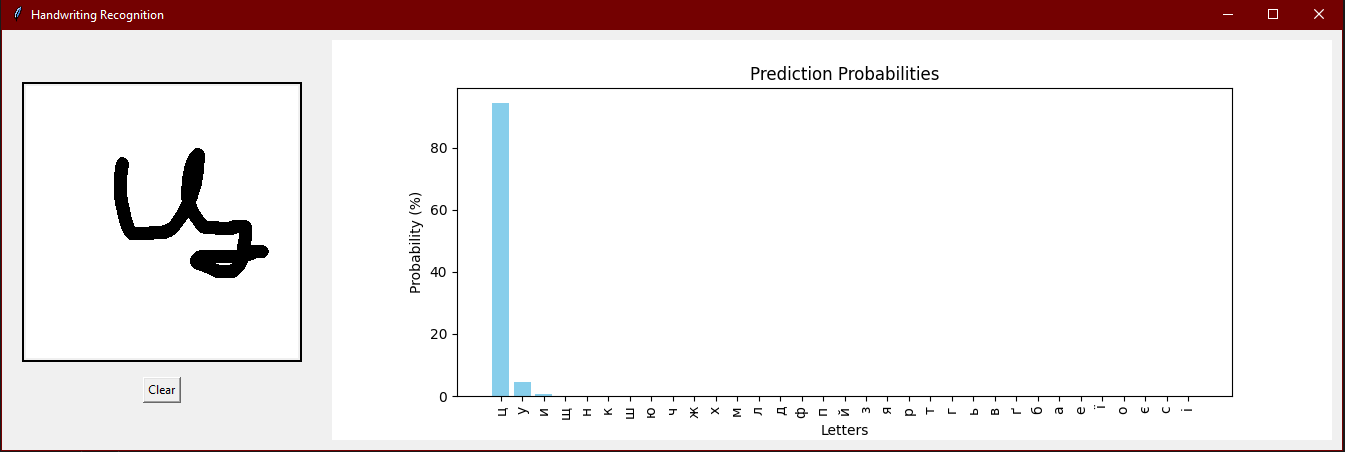 Handwriting Recognition
ц
Clear
Prediction Probabilities
Probability (%)
80
60
40
20
0
ц у и щ н к ш ю ч ж х м л д ф п й з я р т г ь в ґ б а е ї о є с і
Letters